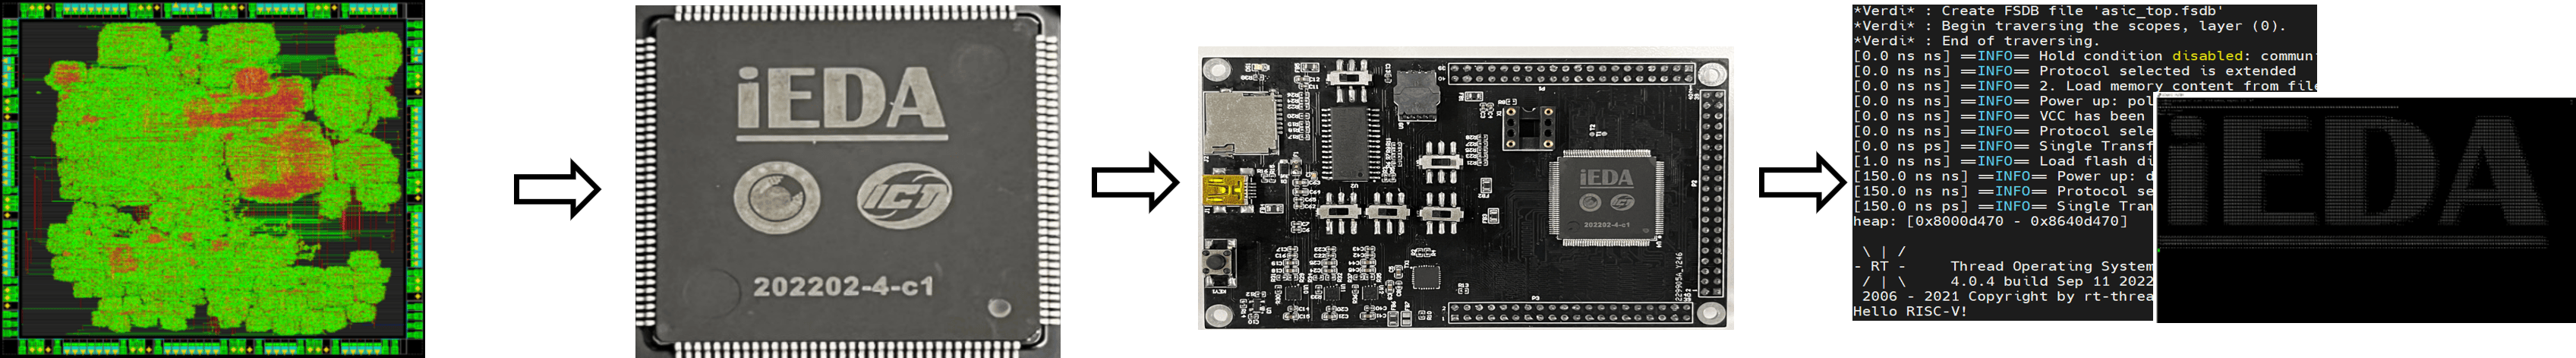 iEDA
ICT
202202-4-c1
iEDA
ICT
202202-4-c1
P3
229905A_Y246
KEY1
*Verdi* : Create FSDB file 'asic_top.fsdb'
*Verdi* : Begin traversing the scopes, layer (0).
*Verdi* : End of traversing.
[0.0 ns ns] ==INFO== Hold condition disabled: commun
[0.0 ns ns] ==INFO== Protocol selected is extended
[0.0 ns ns] ==INFO== 2. Load memory content from file
[0.0 ns ns] ==INFO== Power up: pol
[0.0 ns ns] ==INFO== VCC has been
[0.0 ns ns] ==INFO== Protocol sele
[0.0 ns ps] ==INFO== Single Transf
[1.0 ns ns] ==INFO== Load flash di
[150.0 ns ns] ==INFO== Power up: d
[150.0 ns ns] ==INFO== Protocol se
[150.0 ns ps] ==INFO== Single Tran
heap: [0x8000d470 - 0x8640d470]
\ | /
- RT - Thread Operating System
/ | \ 4.0.4 build Sep 11 2022
2006 - 2021 Copyright by rt-threa
Hello RISC-V!
iEDA